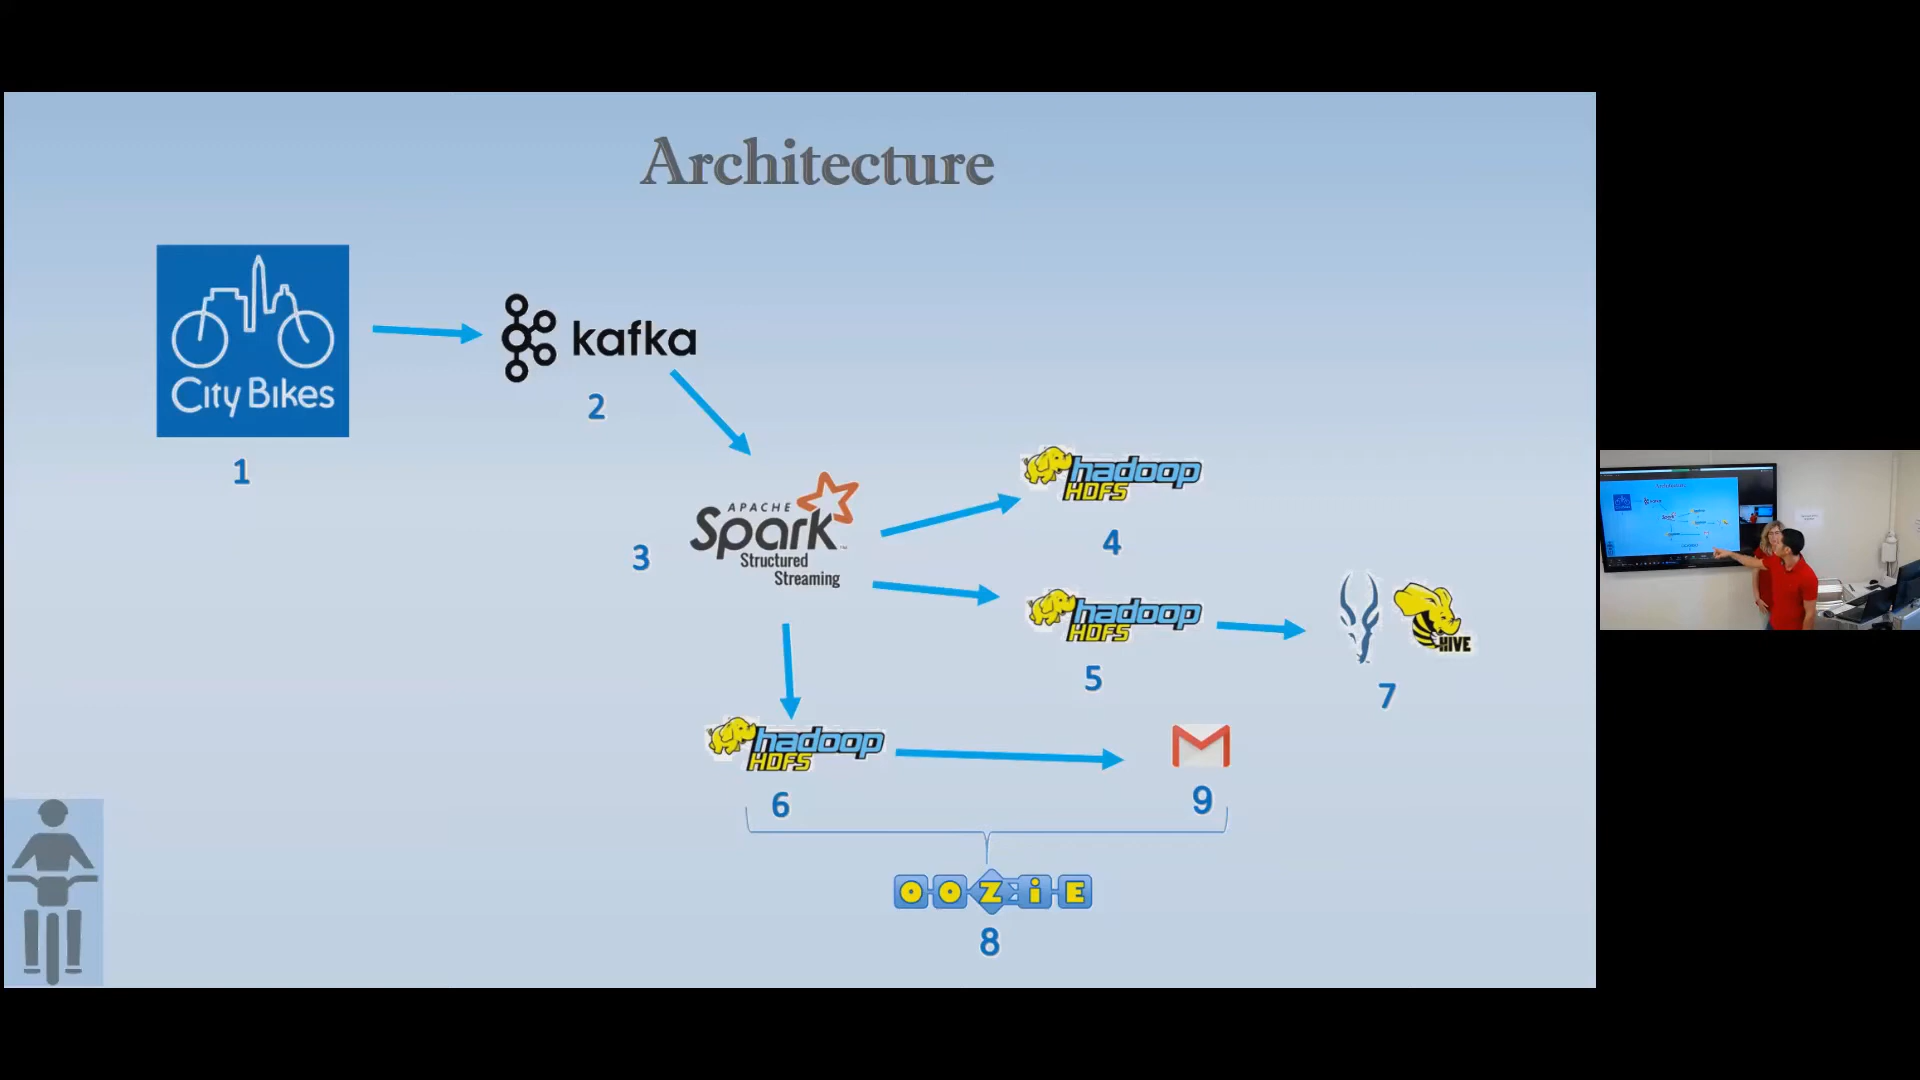 Architecture
City Bikes
1
kafka
2
APACHE
Spark
Structured
Streaming
3
hadoop
HDFS
4
hadoop
HDFS
5
HIVE
7
hadoop
HDFS
6
9
OOZiE
8
Architecture